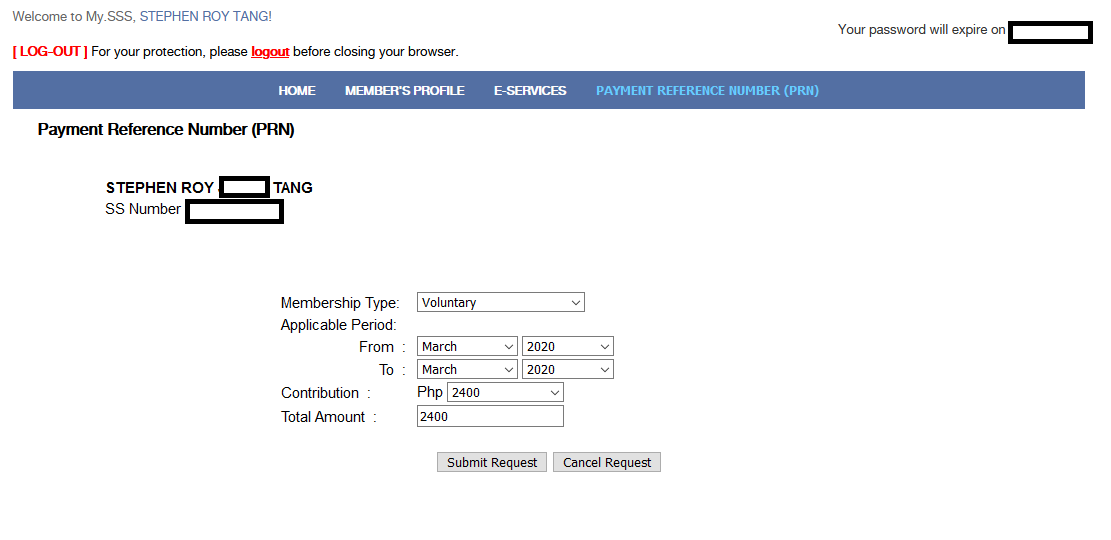 Welcome to My.SSS, STEPHEN ROY TANG!
Your password will expire on
[ LOG-OUT ] For your protection, please logout before closing your browser.
HOME MEMBER'S PROFILE E-SERVICES PAYMENT REFERENCE NUMBER (PRN)
Payment Reference Number (PRN)
STEPHEN ROY TANG
SS Number
Membership Type: Voluntary
Applicable Period:
From : March 2020
To : March 2020
Contribution : Php 2400
Total Amount : 2400
Submit Request Cancel Request